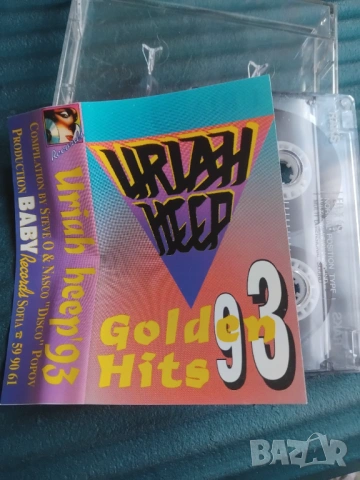 URIAH
HEEP
Golden
Hits 93
Uriah heep'93
COMPILATION BY STEVE O & NASCO "DISCO" POPOV
PRODUCTION BABY Records SOFIA ☎ 59 90 61
BAZAR
bg